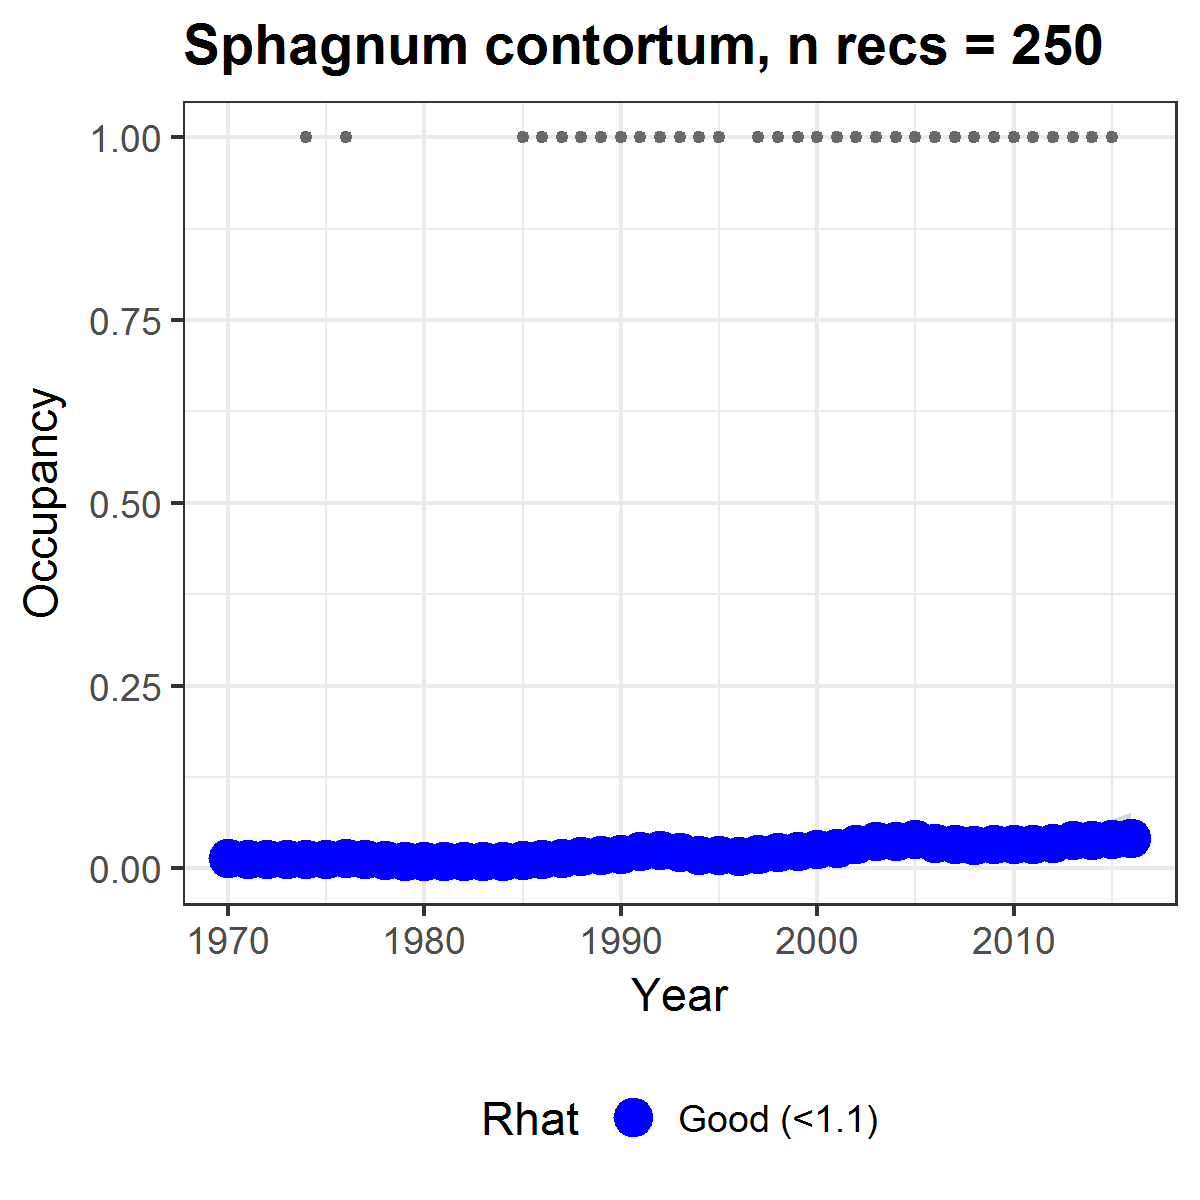 Sphagnum contortum, n recs = 250
1.00
0.75
0.50
0.25
0.00
Occupancy
1970 1980 1990 2000 2010
Year
Rhat Good (<1.1)